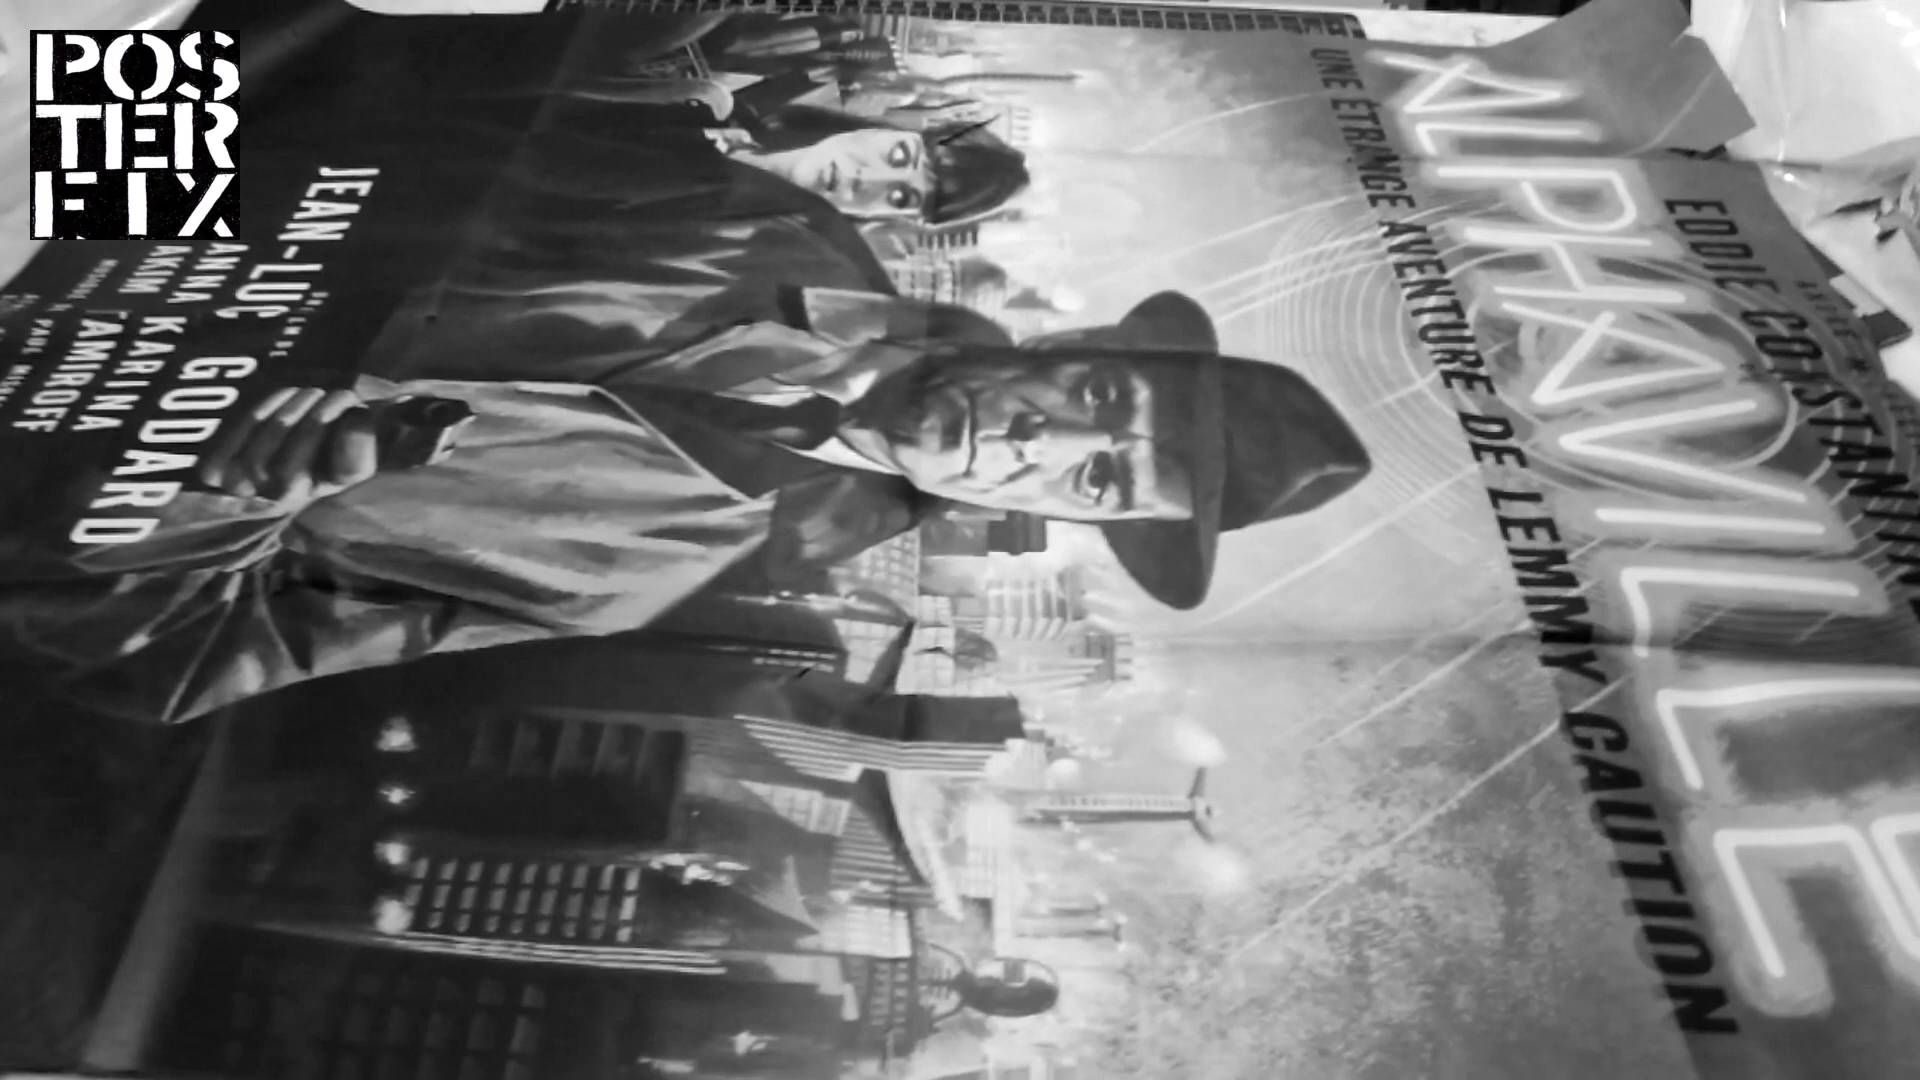 POS
TER
FIX
EDDIE CONSTANTINE
ALPHAVILLE
UNE ÉTRANGE AVENTURE DE LEMMY CAUTION
JEAN-LUC GODARD
ANNA KARINA
AKIM TAMIROFF